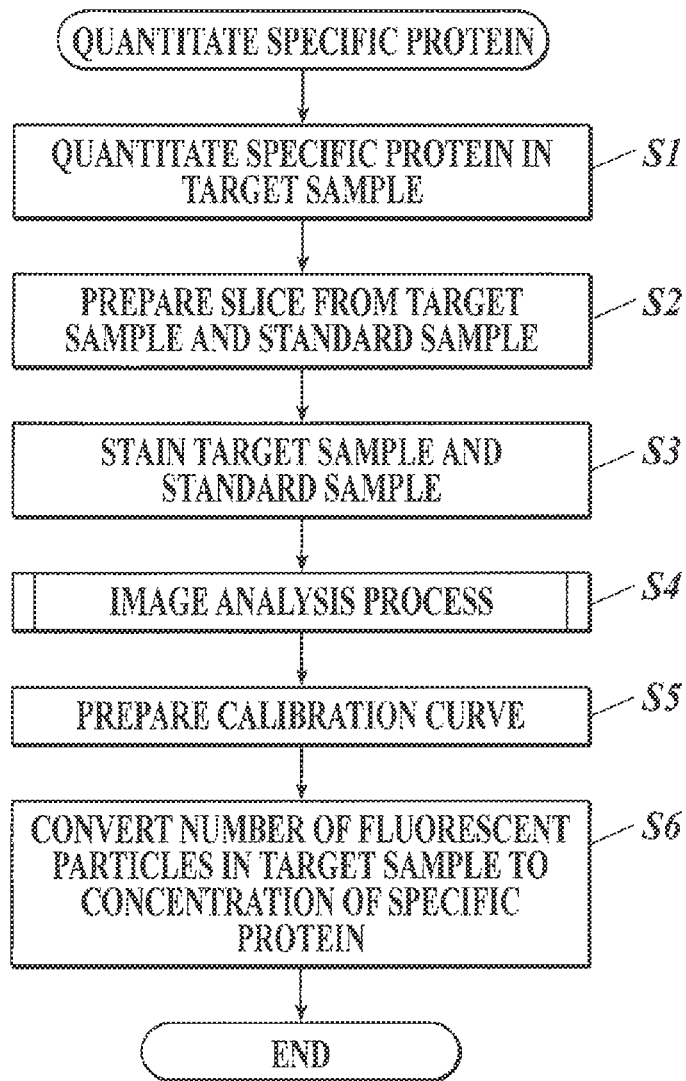 QUANTITATE SPECIFIC PROTEIN
QUANTITATE SPECIFIC PROTEIN IN
TARGET SAMPLE
S1
PREPARE SLICE FROM TARGET
SAMPLE AND STANDARD SAMPLE
S2
STAIN TARGET SAMPLE AND
STANDARD SAMPLE
S3
IMAGE ANALYSIS PROCESS
S4
PREPARE CALIBRATION CURVE
S5
CONVERT NUMBER OF FLUORESCENT
PARTICLES IN TARGET SAMPLE TO
CONCENTRATION OF SPECIFIC
PROTEIN
S6
END